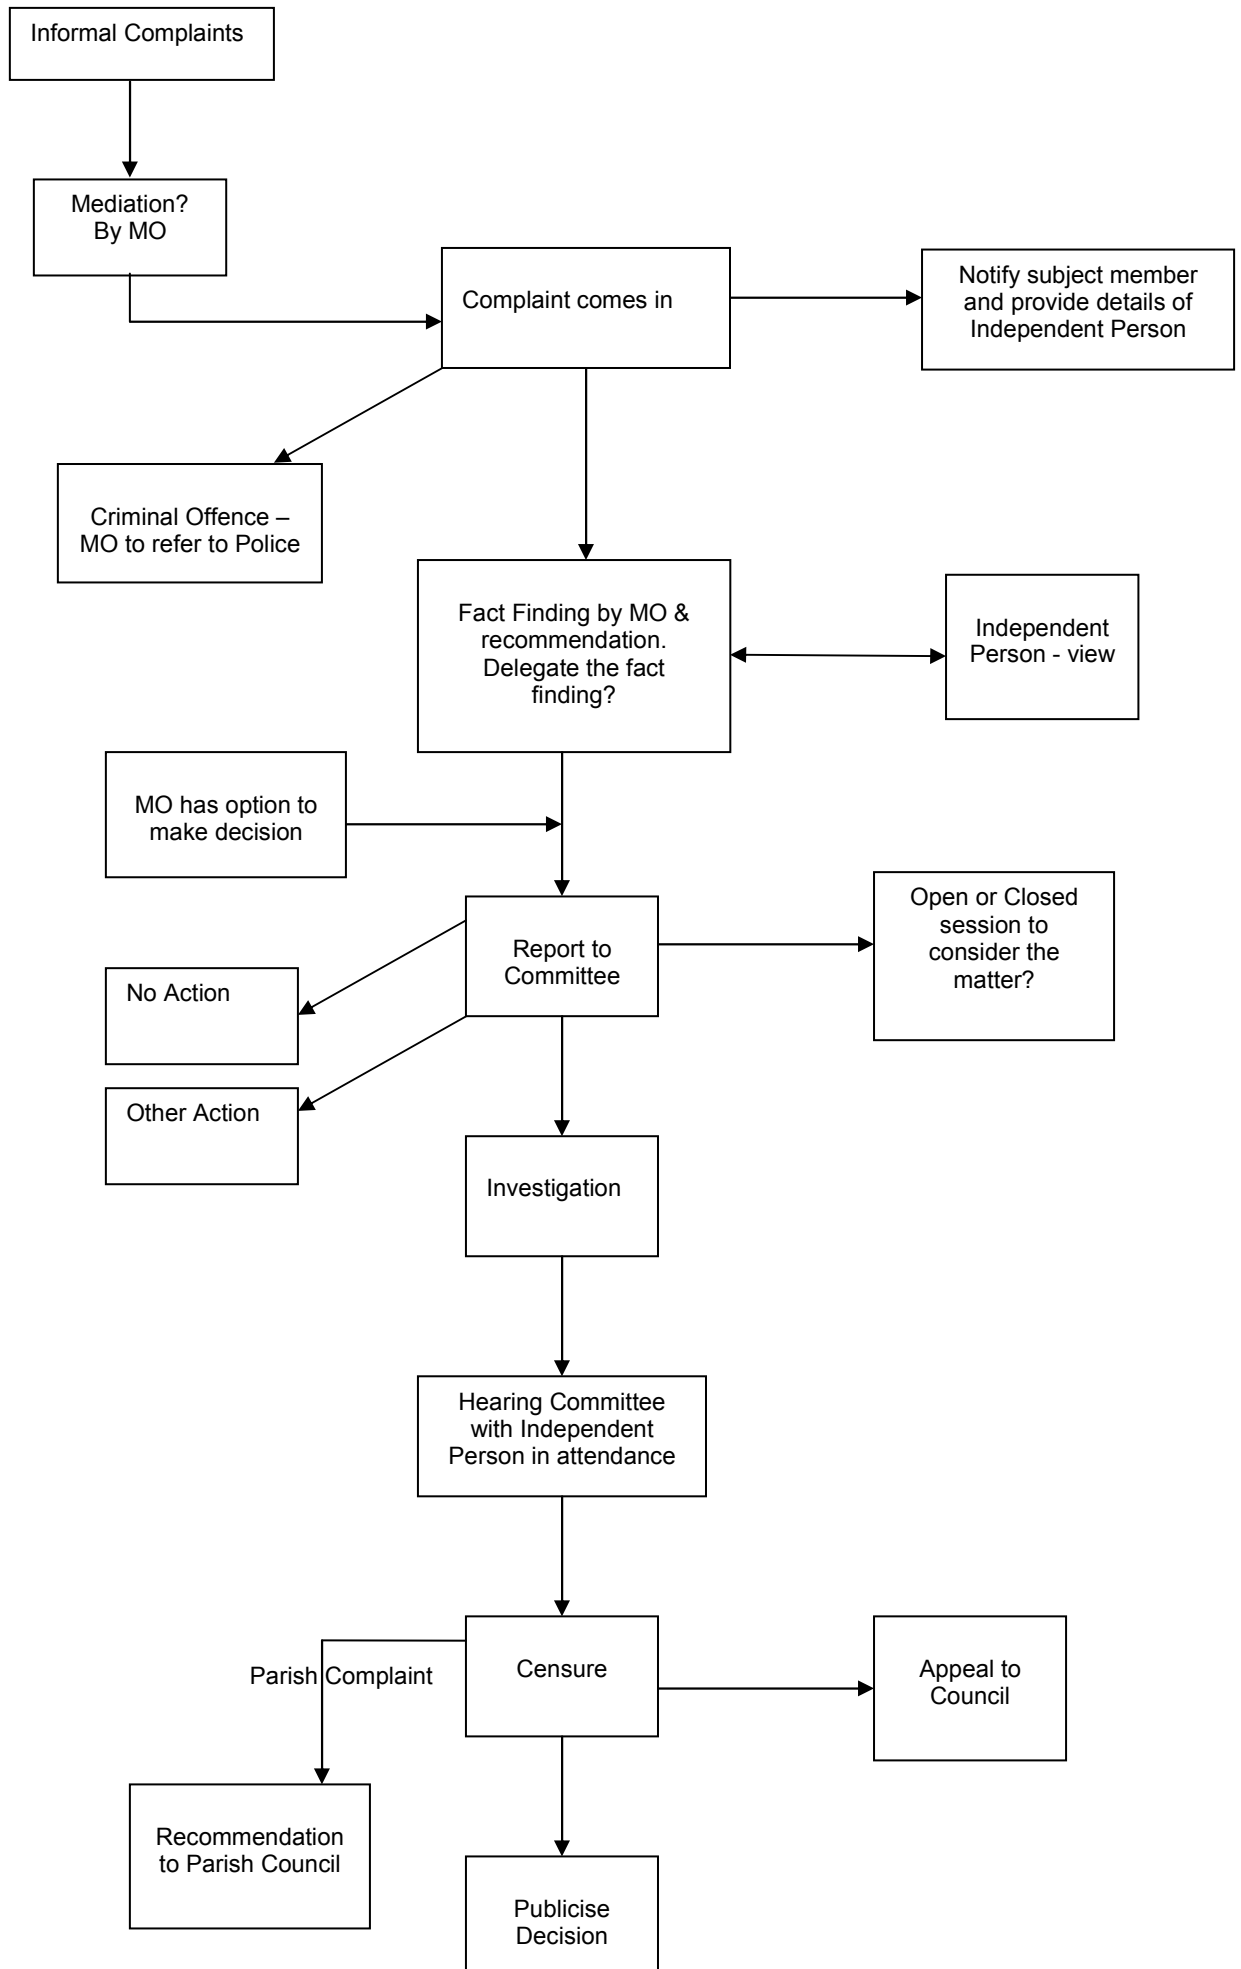 Informal Complaints
Mediation?
By MO
Complaint comes in
Notify subject member
and provide details of
Independent Person
Criminal Offence –
MO to refer to Police
Fact Finding by MO &
recommendation.
Delegate the fact
finding?
Independent
Person - view
MO has option to
make decision
Report to
Committee
Open or Closed
session to
consider the
matter?
No Action
Other Action
Investigation
Hearing Committee
with Independent
Person in attendance
Parish Complaint
Censure
Appeal to
Council
Recommendation
to Parish Council
Publicise
Decision